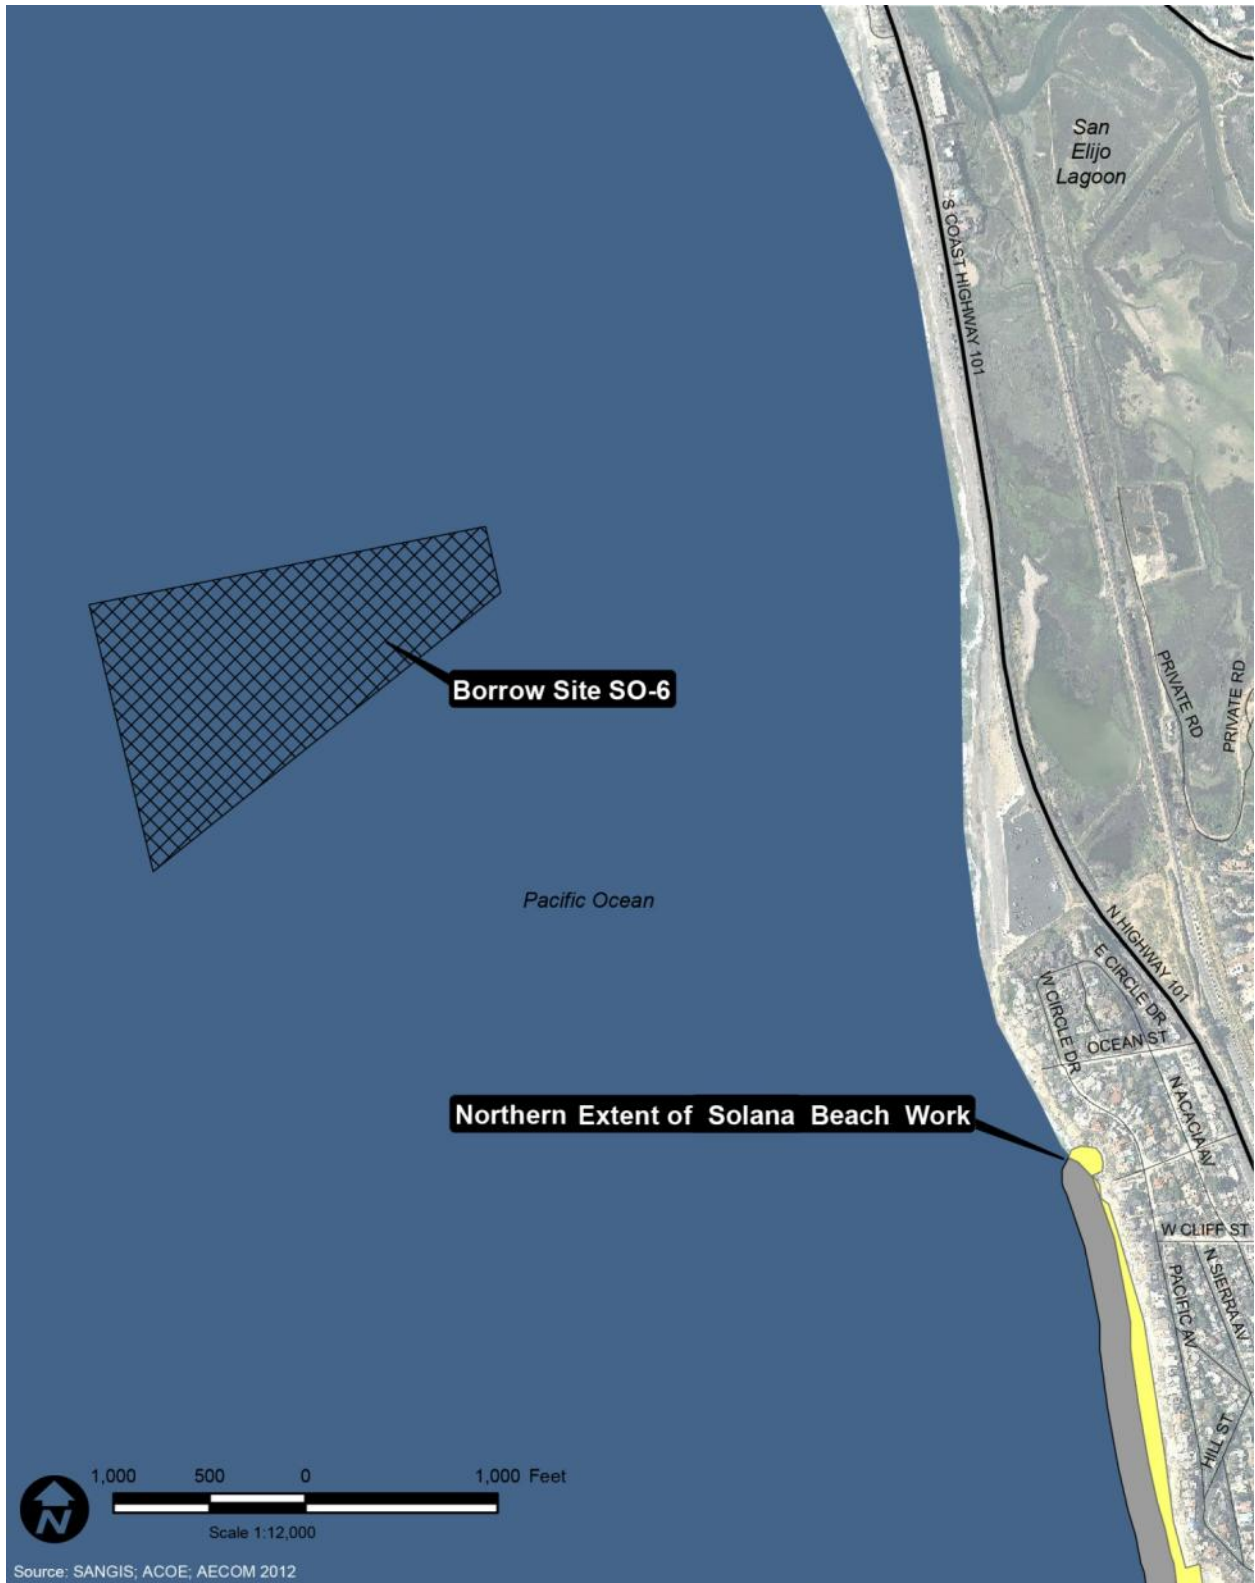 San
Elijo
Lagoon
S COAST HIGHWAY 101
PRIVATE RD
PRIVATE RD
Borrow Site SO-6
Pacific Ocean
N HIGHWAY 101
E CIRCLE DR
W CIRCLE DR
OCEAN ST
N ACACIA AV
Northern Extent of Solana Beach Work
W CLIFF ST
N SIERRA AV
PACIFIC AV
HILL ST
1,000 500 0 1,000 Feet
N
Scale 1:12,000
Source: SANGIS; ACOE; AECOM 2012